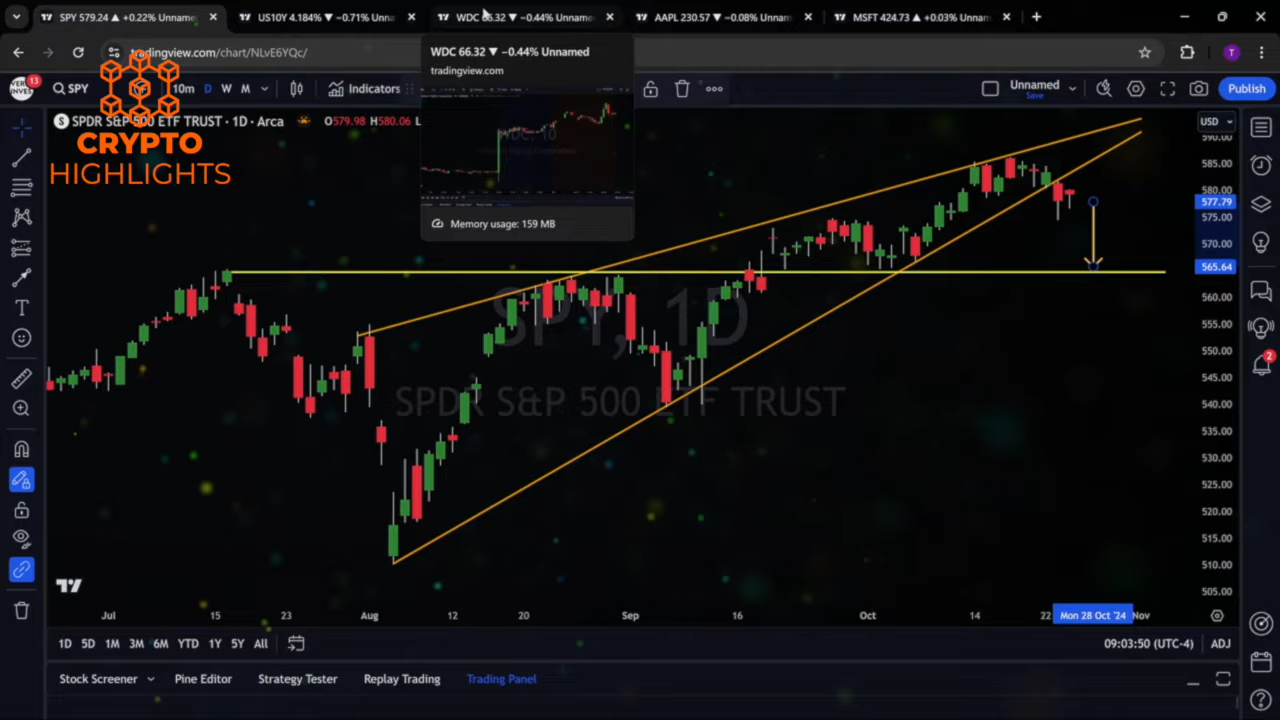 SPY 579.24 ▲ +0.22% Unname
US10Y 4.184% ▼ −0.71% Unna
WDC 66.32 ▼ −0.44% Unname
AAPL 230.57 ▼ −0.08% Unnam
MSFT 424.73 ▲ +0.03% Unnam
tradingview.com/chart/NLvE6YQc/
T
WDC 66.32 ▼ −0.44% Unnamed
tradingview.com
Memory usage: 159 MB
13
SPY
10m
D
W
M
Indicators
Unnamed
Save
Publish
SPDR S&P 500 ETF TRUST · 1D · Arca
O579.98 H580.06 L
USD
CRYPTO
HIGHLIGHTS
590.00
585.00
580.00
577.79
575.00
570.00
565.64
560.00
555.00
550.00
545.00
540.00
535.00
530.00
525.00
520.00
515.00
510.00
505.00
SPY, 1D
SPDR S&P 500 ETF TRUST
2
Jul
15
23
Aug
12
20
Sep
16
Oct
14
22
Mon 28 Oct '24
Nov
1D
5D
1M
3M
6M
YTD
1Y
5Y
All
09:03:50 (UTC-4)
ADJ
Stock Screener
Pine Editor
Strategy Tester
Replay Trading
Trading Panel